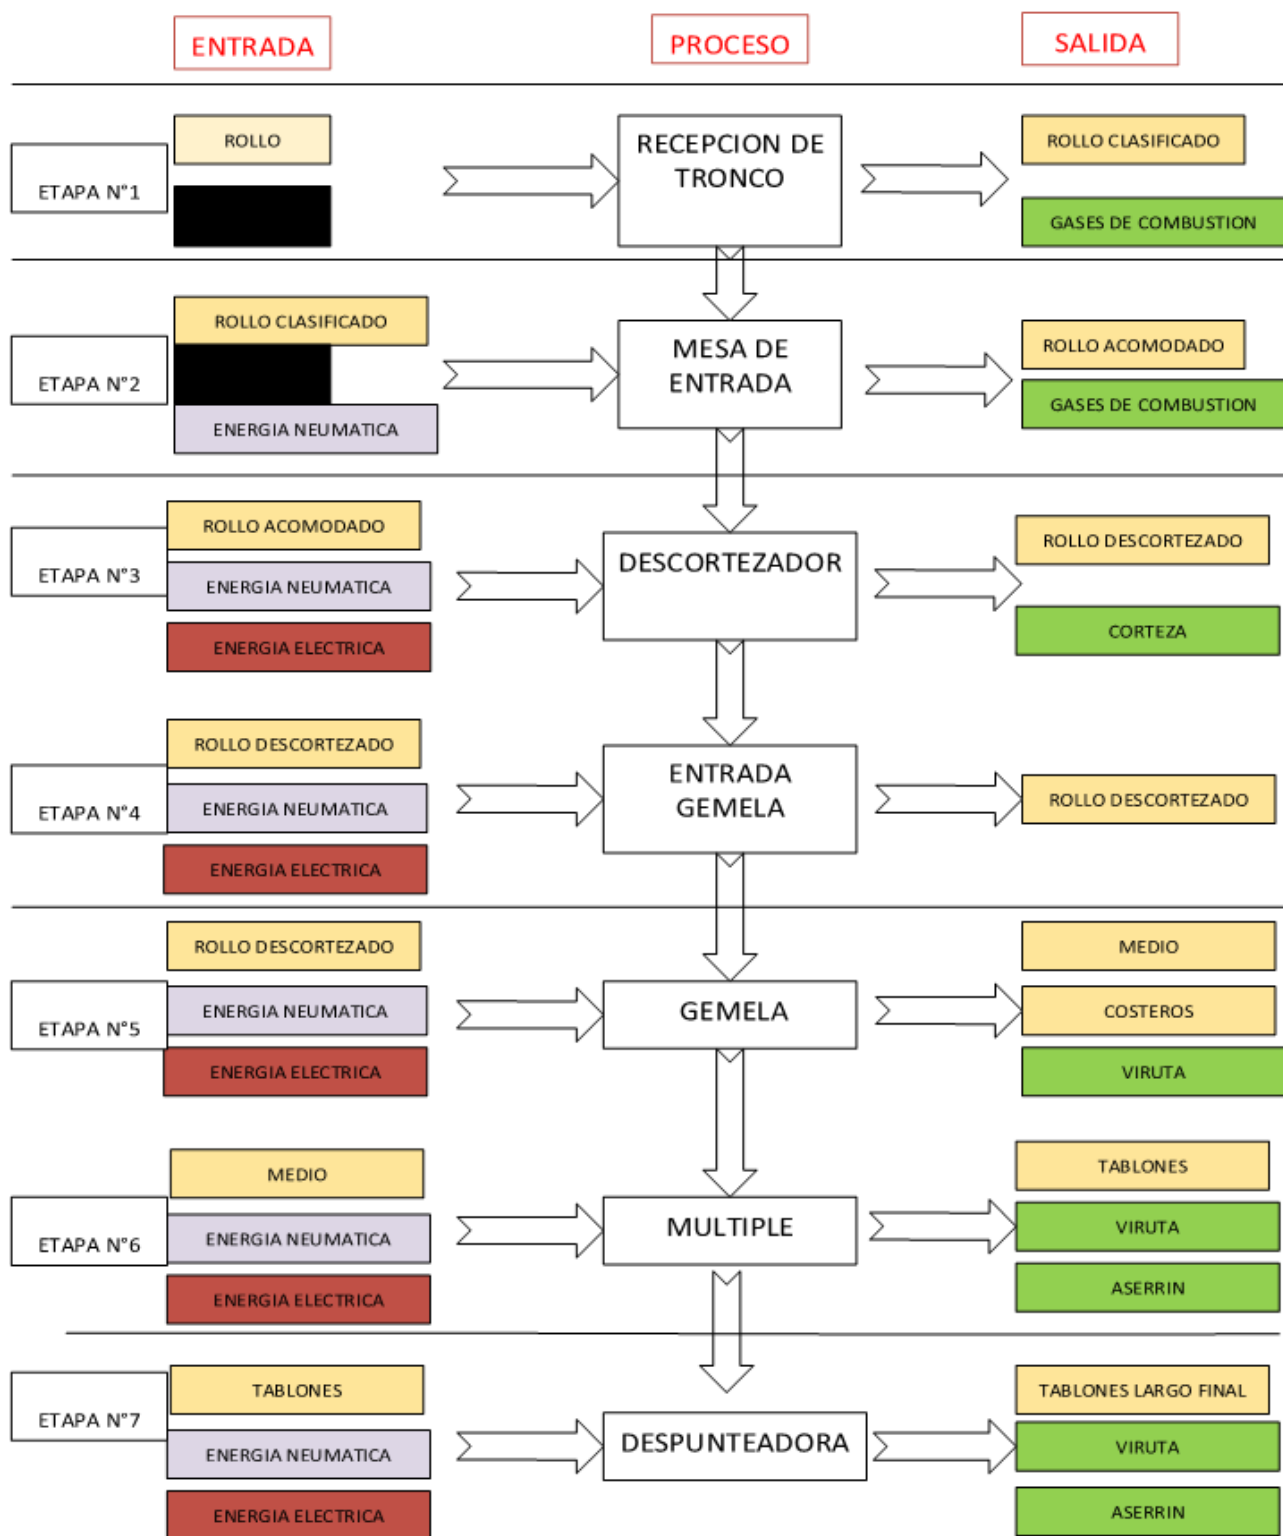 ENTRADA
PROCESO
SALIDA
ETAPA N°1
ROLLO
RECEPCION DE
TRONCO
ROLLO CLASIFICADO
GASES DE COMBUSTION
ETAPA N°2
ROLLO CLASIFICADO
ENERGIA NEUMATICA
MESA DE
ENTRADA
ROLLO ACOMODADO
GASES DE COMBUSTION
ETAPA N°3
ROLLO ACOMODADO
ENERGIA NEUMATICA
ENERGIA ELECTRICA
DESCORTEZADOR
ROLLO DESCORTEZADO
CORTEZA
ETAPA N°4
ROLLO DESCORTEZADO
ENERGIA NEUMATICA
ENERGIA ELECTRICA
ENTRADA
GEMELA
ROLLO DESCORTEZADO
ETAPA N°5
ROLLO DESCORTEZADO
ENERGIA NEUMATICA
ENERGIA ELECTRICA
GEMELA
MEDIO
COSTEROS
VIRUTA
ETAPA N°6
MEDIO
ENERGIA NEUMATICA
ENERGIA ELECTRICA
MULTIPLE
TABLONES
VIRUTA
ASERRIN
ETAPA N°7
TABLONES
ENERGIA NEUMATICA
ENERGIA ELECTRICA
DESPUNTEADORA
TABLONES LARGO FINAL
VIRUTA
ASERRIN